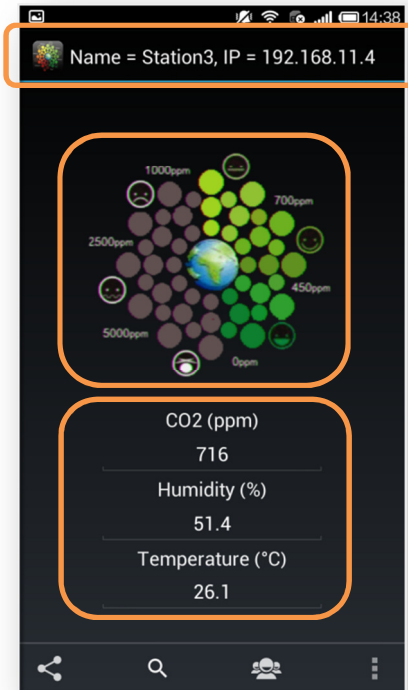 14:38
Name = Station3, IP = 192.168.11.4
1000ppm
700ppm
2500ppm
450ppm
5000ppm
0ppm
CO2 (ppm)
716
Humidity (%)
51.4
Temperature (°C)
26.1